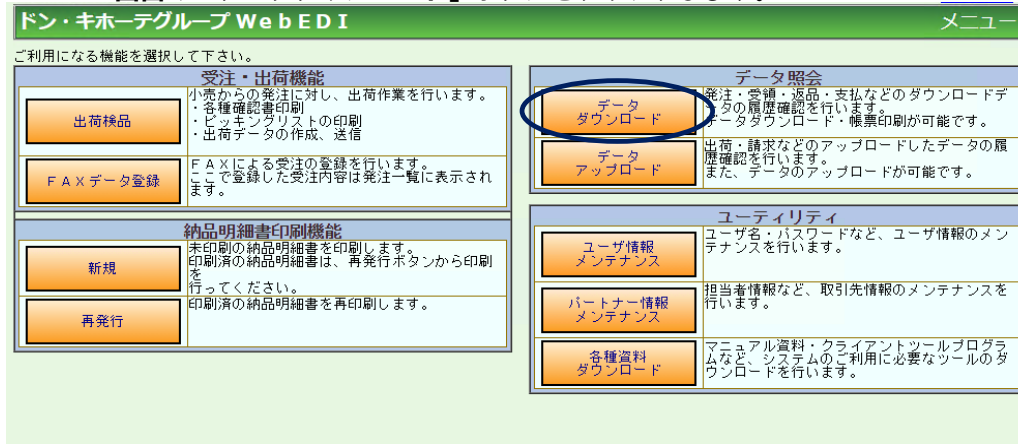 ドン・キホーテグループＷｅｂＥＤＩ
メニュー
ご利用になる機能を選択して下さい。
受注・出荷機能
出荷検品
小売からの発注に対し、出荷作業を行います。
・各種確認書印刷
・ピッキングリストの印刷
・出荷データの作成、送信
ＦＡＸデータ登録
ＦＡＸによる受注の登録を行います。
ここで登録した受注内容は発注一覧に表示され
ます。
納品明細書印刷機能
新規
未印刷の納品明細書を印刷します。
印刷済の納品明細書は、再発行ボタンから印刷
を
行ってください。
再発行
印刷済の納品明細書を再印刷します。
データ照会
データ
ダウンロード
発注・受領・返品・支払などのダウンロードデ
ータの履歴確認を行います。
データダウンロード・帳票印刷が可能です。
データ
アップロード
出荷・請求などのアップロードしたデータの履
歴確認を行います。
また、データのアップロードが可能です。
ユーティリティ
ユーザ情報
メンテナンス
ユーザ名・パスワードなど、ユーザ情報のメン
テナンスを行います。
パートナー情報
メンテナンス
担当者情報など、取引先情報のメンテナンスを
行います。
各種資料
ダウンロード
マニュアル資料・クライアントツールプログラ
ムなど、システムのご利用に必要なツールのダ
ウンロードを行います。